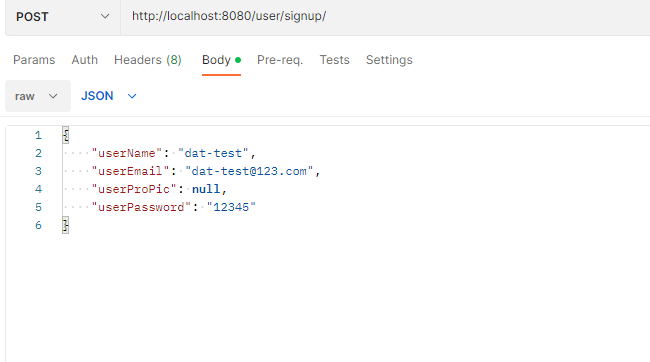 POST http://localhost:8080/user/signup/
Params Auth Headers (8) Body Pre-req. Tests Settings
raw JSON
1 {
2 "userName": "dat-test",
3 "userEmail": "dat-test@123.com",
4 "userProPic": null,
5 "userPassword": "12345"
6 }